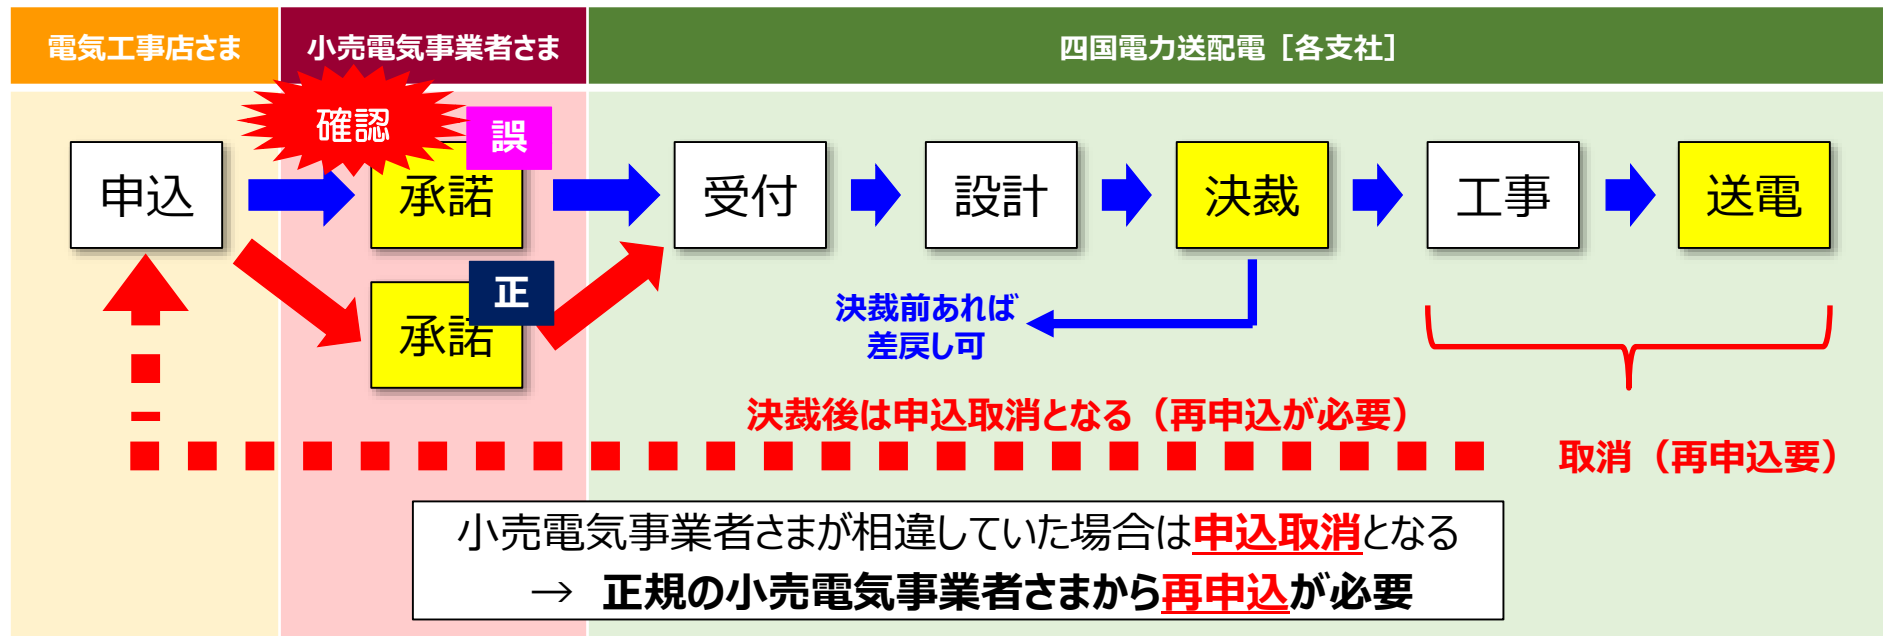 電気工事店さま
小売電気事業者さま
四国電力送配電［各支社］
確認
誤
申込
承諾
受付
設計
決裁
工事
送電
正
承諾
決裁前あれば
差戻し可
決裁後は申込取消となる（再申込が必要）
取消（再申込要）
小売電気事業者さまが相違していた場合は申込取消となる
→ 正規の小売電気事業者さまから再申込が必要